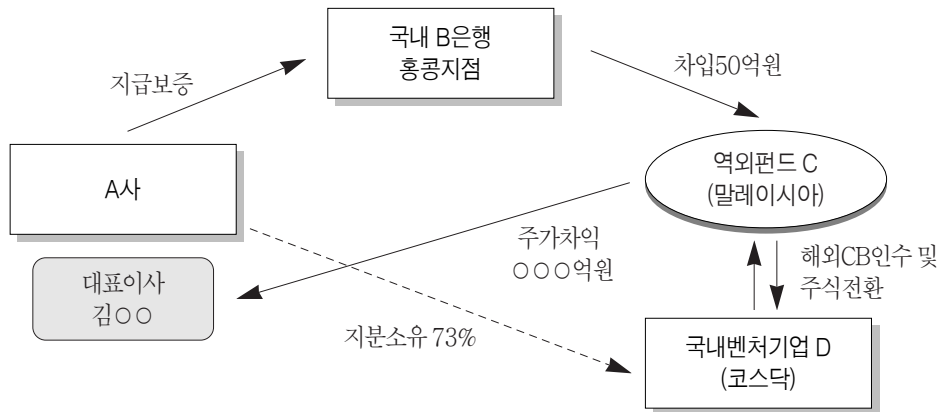 국내 B은행
홍콩지점
지급보증
차입50억원
A사
역외펀드 C
(말레이시아)
주가차익
○○○억원
해외CB인수 및
주식전환
대표이사
김○○
지분소유 73%
국내벤처기업 D
(코스닥)